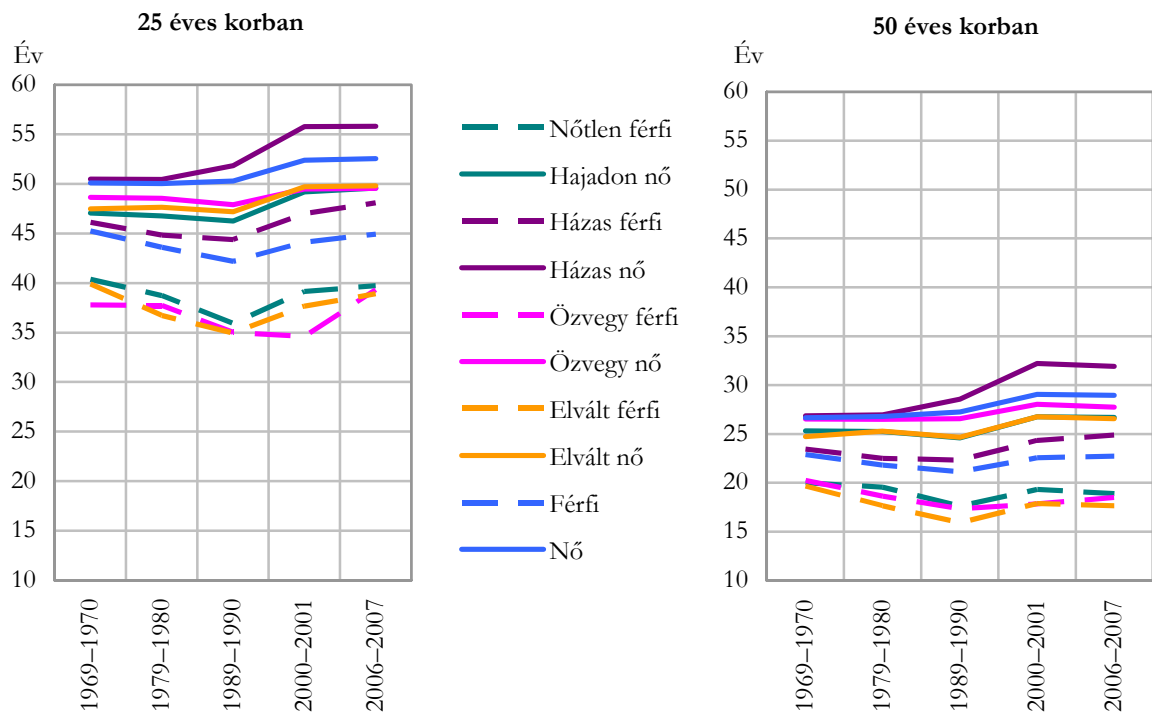 25 éves korban
Év
60
55
50
45
40
35
30
25
20
15
10
1969–1970
1979–1980
1989–1990
2000–2001
2006–2007
Nőtlen férfi
Hajadon nő
Házas férfi
Házas nő
Özvegy férfi
Özvegy nő
Elvált férfi
Elvált nő
Férfi
Nő
50 éves korban
Év
60
55
50
45
40
35
30
25
20
15
10
1969–1970
1979–1980
1989–1990
2000–2001
2006–2007